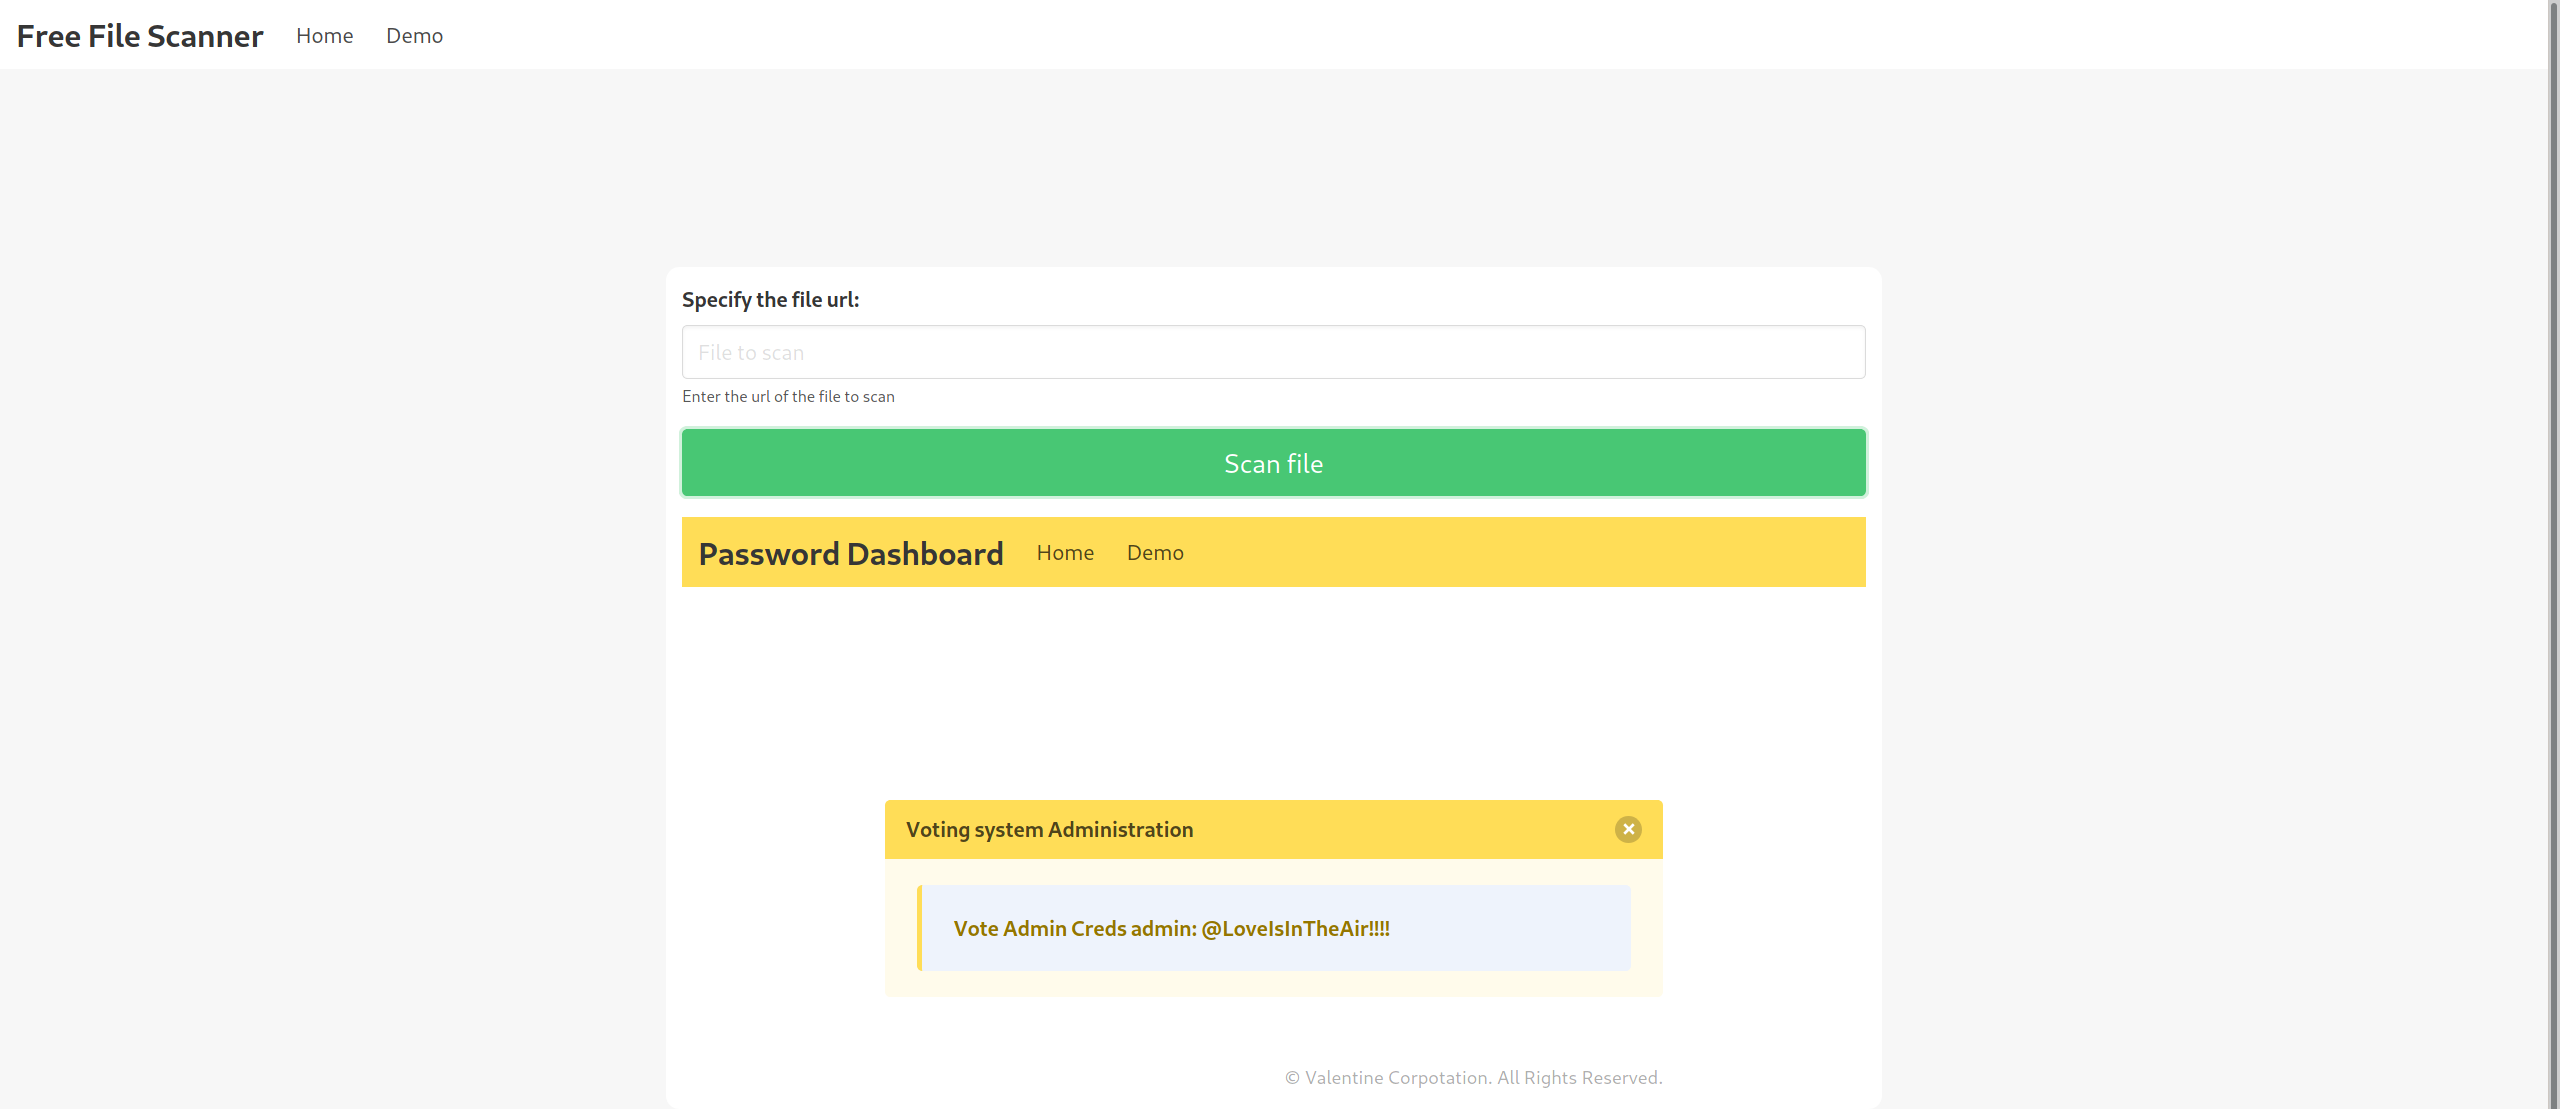 Free File Scanner Home Demo
Specify the file url:
File to scan
Enter the url of the file to scan
Scan file
Password Dashboard Home Demo
Voting system Administration
Vote Admin Creds admin: @LoveIsInTheAir!!!!
© Valentine Corpotation. All Rights Reserved.